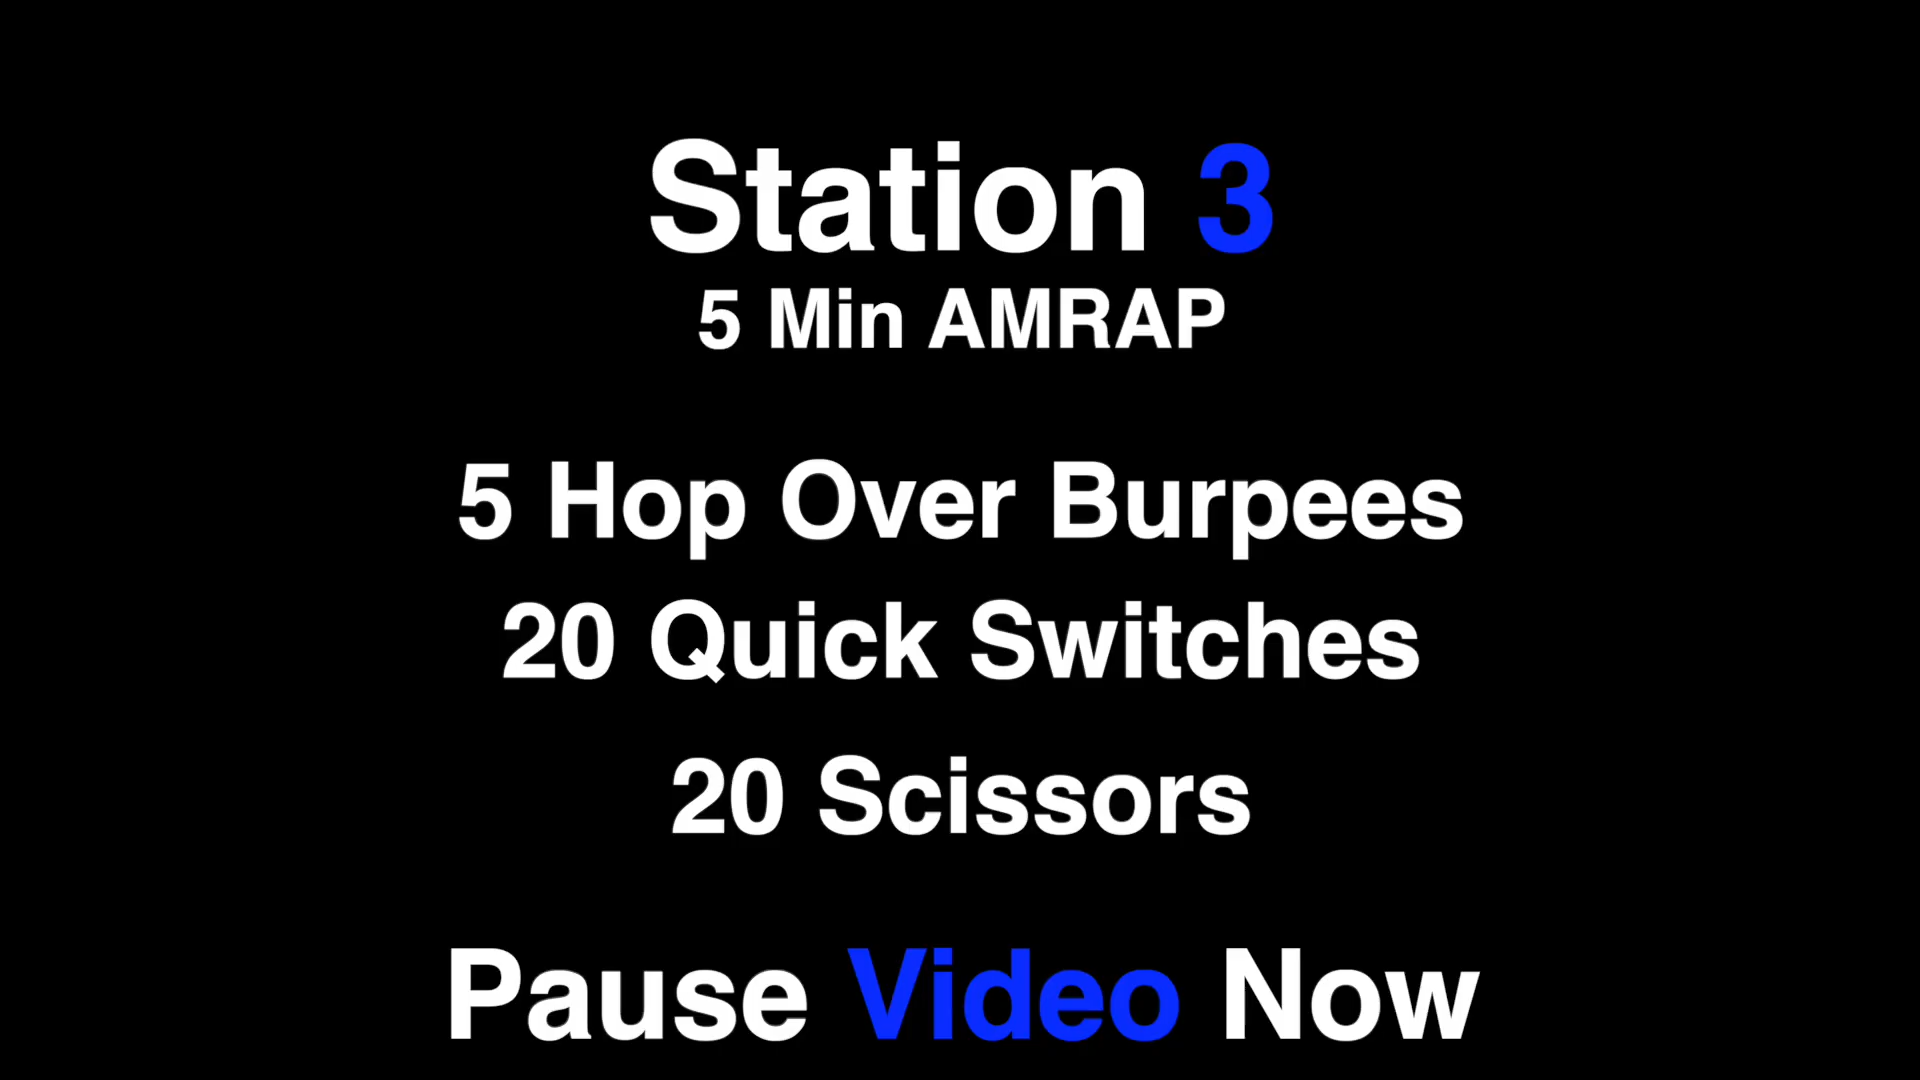 Station 3
5 Min AMRAP
5 Hop Over Burpees
20 Quick Switches
20 Scissors
Pause Video Now